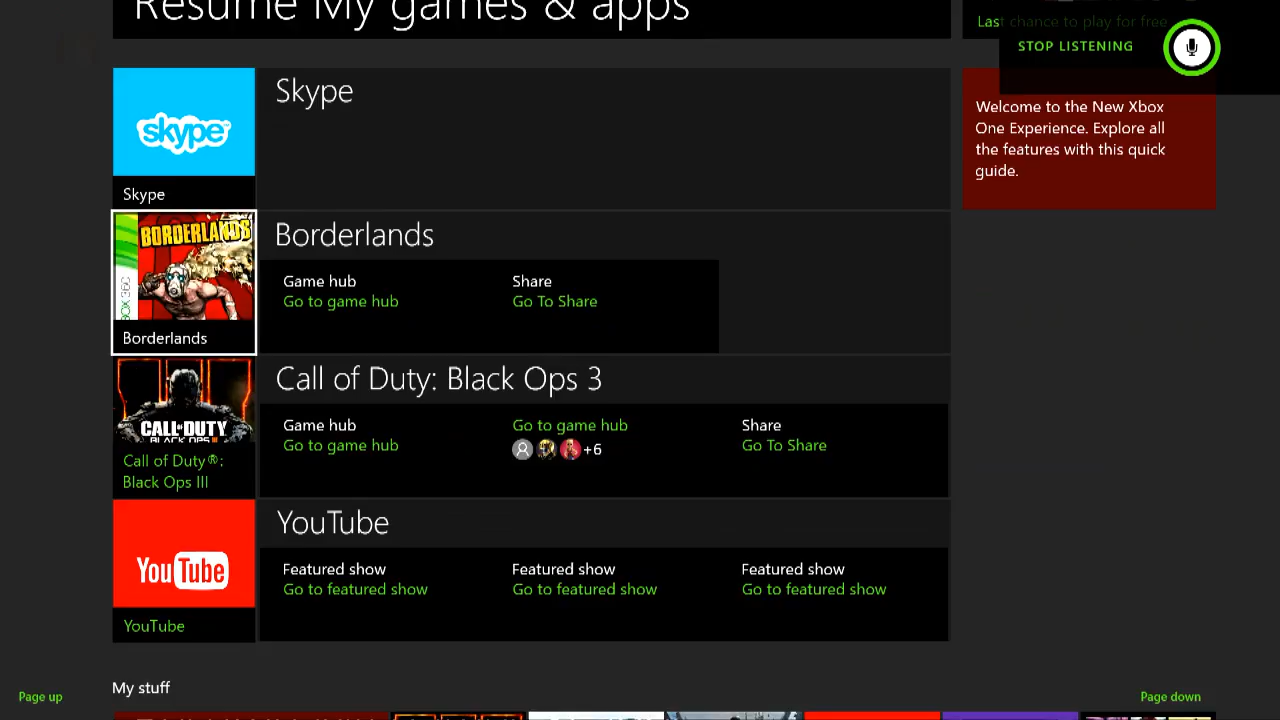 Resume My games & apps
Last chance to play for free
STOP LISTENING
skype
Skype
Skype
Welcome to the New Xbox
One Experience. Explore all
the features with this quick
guide.
BORDERLANDS
XBOX 360
Borderlands
Borderlands
Game hub
Go to game hub
Share
Go To Share
CALL OF DUTY
BLACK OPS III
Call of Duty®:
Black Ops III
Call of Duty: Black Ops 3
Game hub
Go to game hub
Go to game hub
+6
Share
Go To Share
YouTube
YouTube
YouTube
Featured show
Go to featured show
Featured show
Go to featured show
Featured show
Go to featured show
My stuff
Page up
Page down